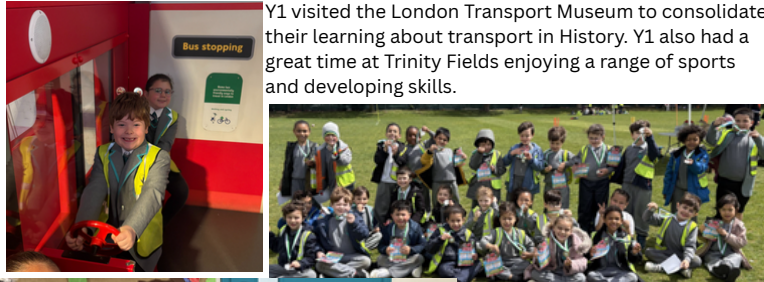 Y1 visited the London Transport Museum to consolidate
their learning about transport in History. Y1 also had a
great time at Trinity Fields enjoying a range of sports
and developing skills.
Bus stopping